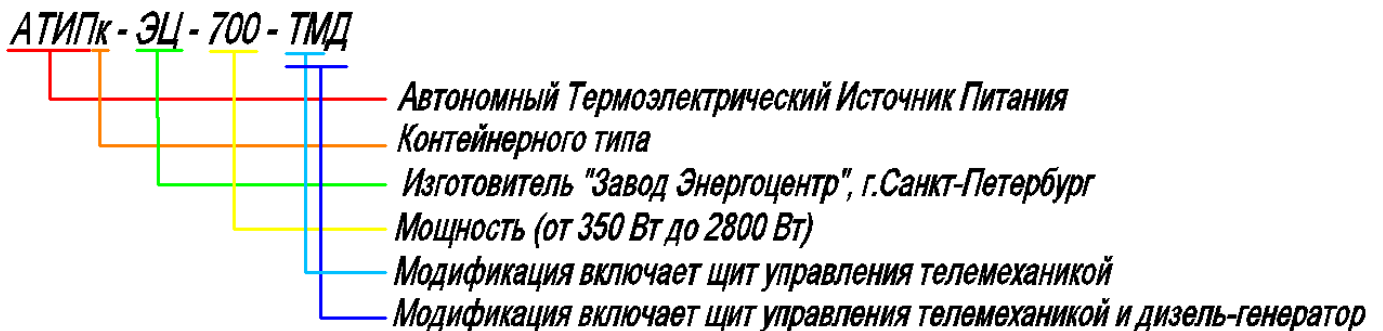 АТИПк - ЭЦ - 700 - ТМД
Автономный Термоэлектрический Источник Питания
Контейнерного типа
Изготовитель "Завод Энергоцентр", г.Санкт-Петербург
Мощность (от 350 Вт до 2800 Вт)
Модификация включает щит управления телемеханикой
Модификация включает щит управления телемеханикой и дизель-генератор